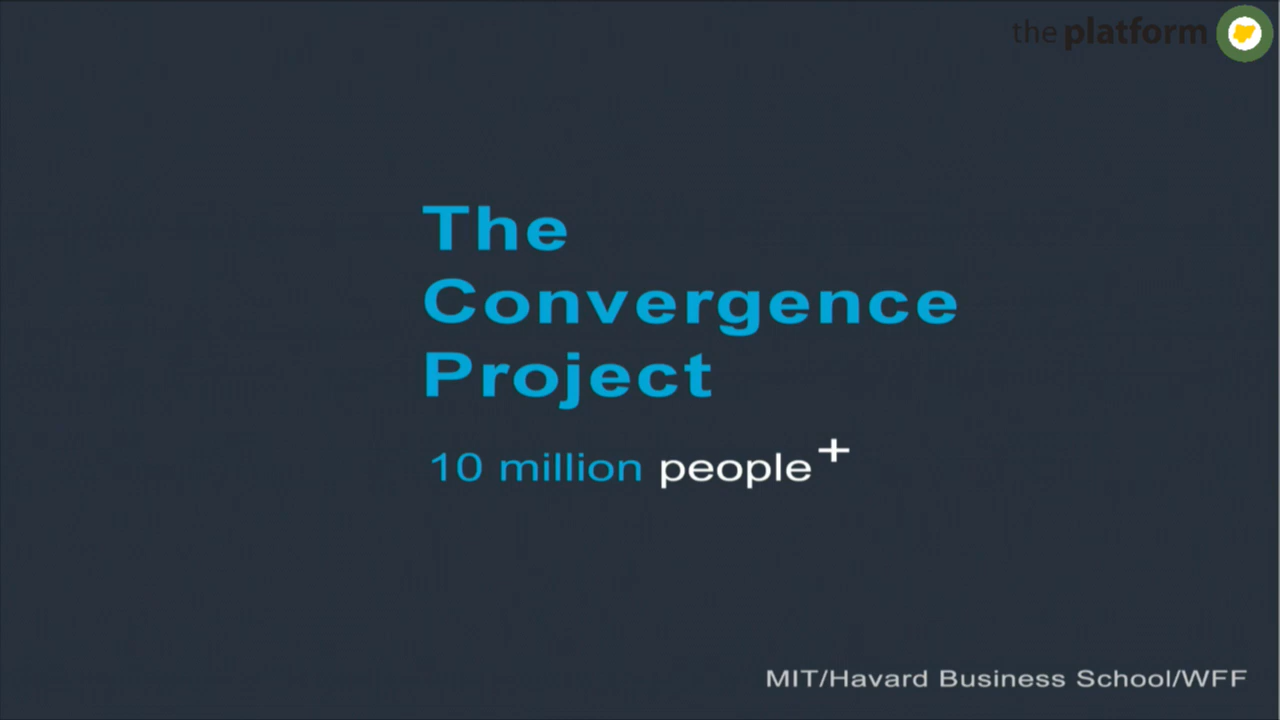 the platform
The
Convergence
Project
10 million people+
MIT/Havard Business School/WFF